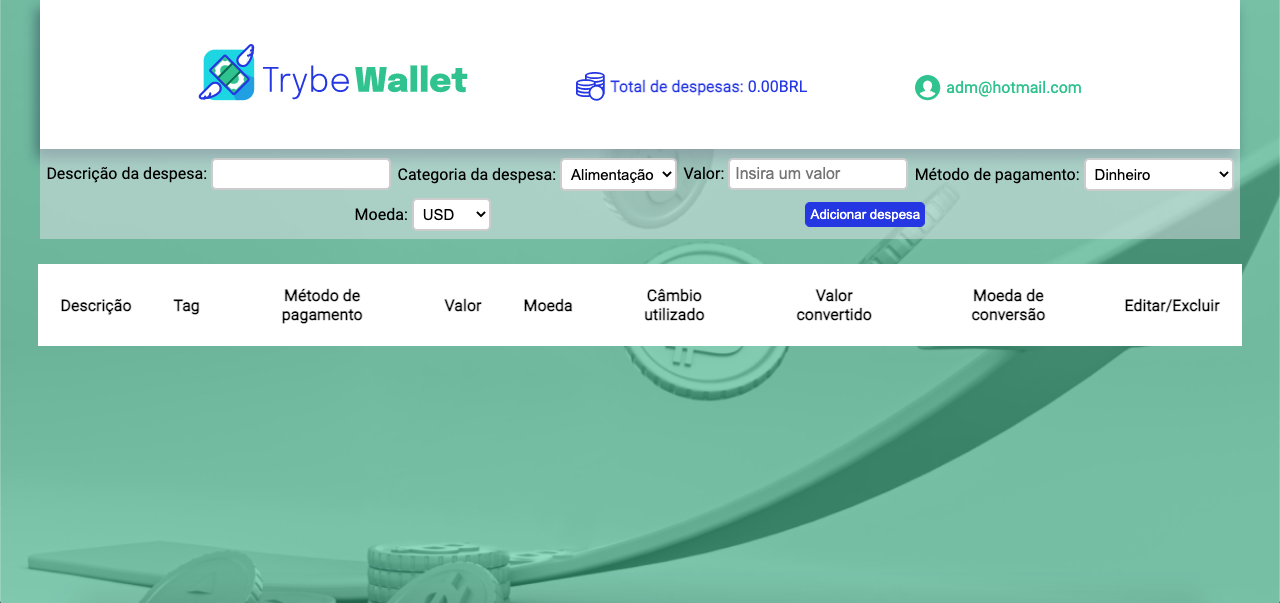 Trybe Wallet
Total de despesas: 0.00BRL
adm@hotmail.com
Descrição da despesa: Categoria da despesa: Alimentação Valor: Insira um valor Método de pagamento: Dinheiro
Moeda: USD Adicionar despesa
Descrição Tag Método de pagamento Valor Moeda Câmbio utilizado Valor convertido Moeda de conversão Editar/Excluir